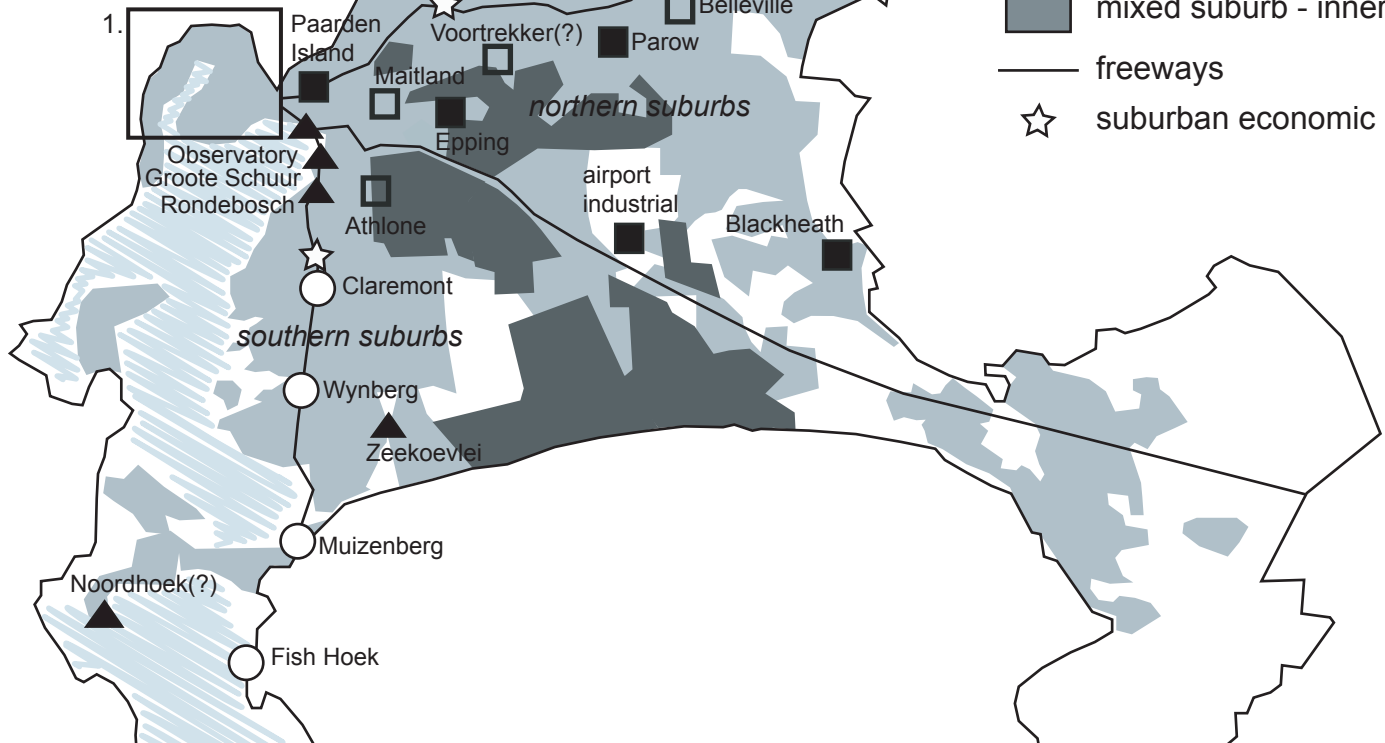 1.
Paarden
Island
Voortrekker(?)
Belleville
Parow
Maitland
northern suburbs
Epping
Observatory
Groote Schuur
Rondebosch
Athlone
airport
industrial
Blackheath
Claremont
southern suburbs
Wynberg
Zeekoevlei
Muizenberg
Noordhoek(?)
Fish Hoek
mixed suburb - inner
freeways
suburban economic